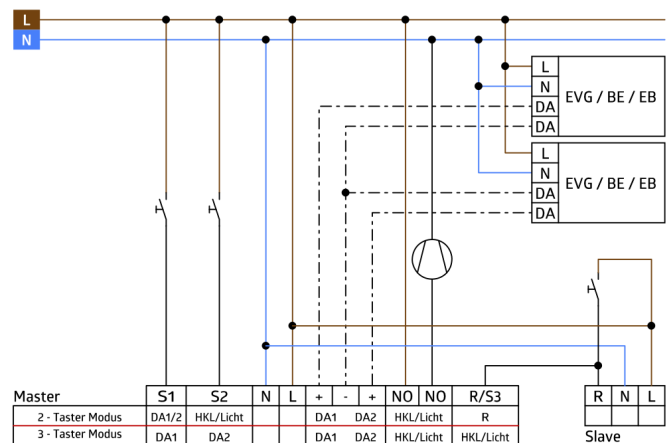 L
N
L
N
DA
DA
EVG / BE / EB
L
N
DA
DA
EVG / BE / EB
Master S1 S2 N L + - + NO NO R/S3
2 - Taster Modus DA1/2 HKL/Licht DA1 DA2 HKL/Licht R
3 - Taster Modus DA1 DA2 DA1 DA2 HKL/Licht HKL/Licht
R N L
Slave